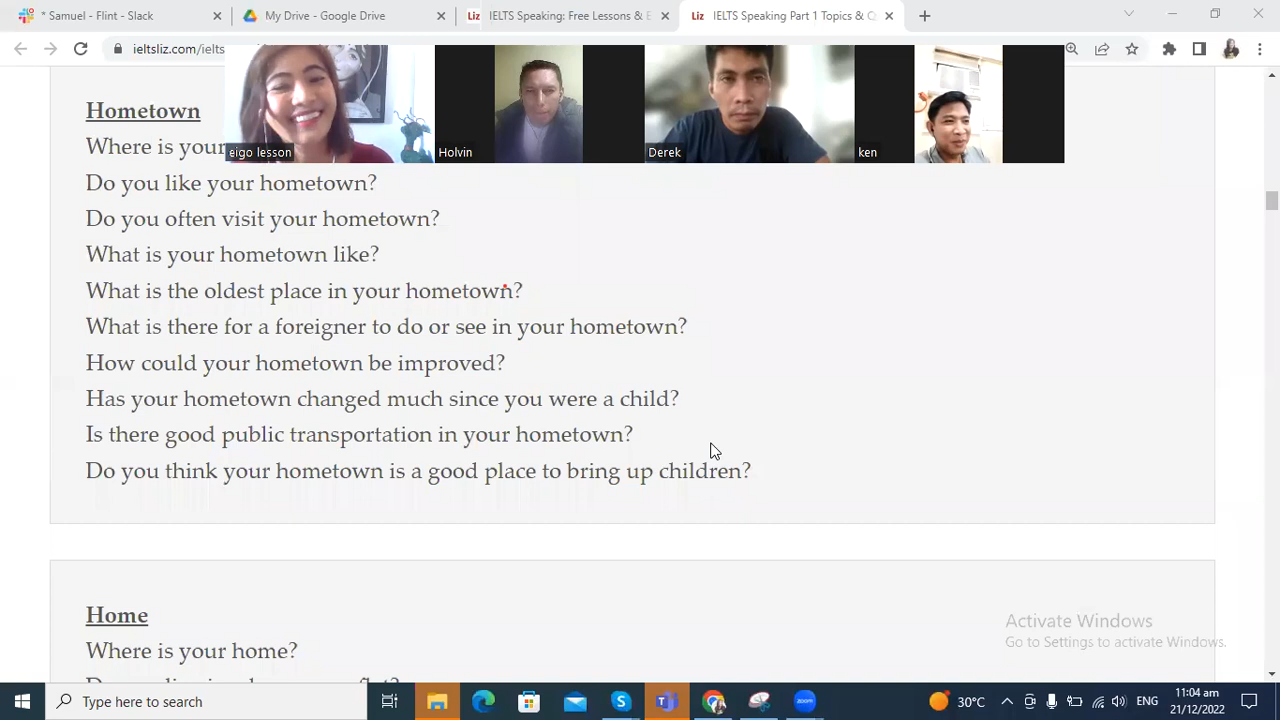 * Samuel - Flint - Slack
My Drive - Google Drive
Liz IELTS Speaking: Free Lessons & E
Liz IELTS Speaking Part 1 Topics & Q
ieltsliz.com/ielts
eigo lesson
Holvin
Derek
ken
Hometown
Where is your
Do you like your hometown?
Do you often visit your hometown?
What is your hometown like?
What is the oldest place in your hometown?
What is there for a foreigner to do or see in your hometown?
How could your hometown be improved?
Has your hometown changed much since you were a child?
Is there good public transportation in your hometown?
Do you think your hometown is a good place to bring up children?
Home
Where is your home?
Activate Windows
Go to Settings to activate Windows.
Type here to search
zoom
30°C
ENG
11:04 am
21/12/2022